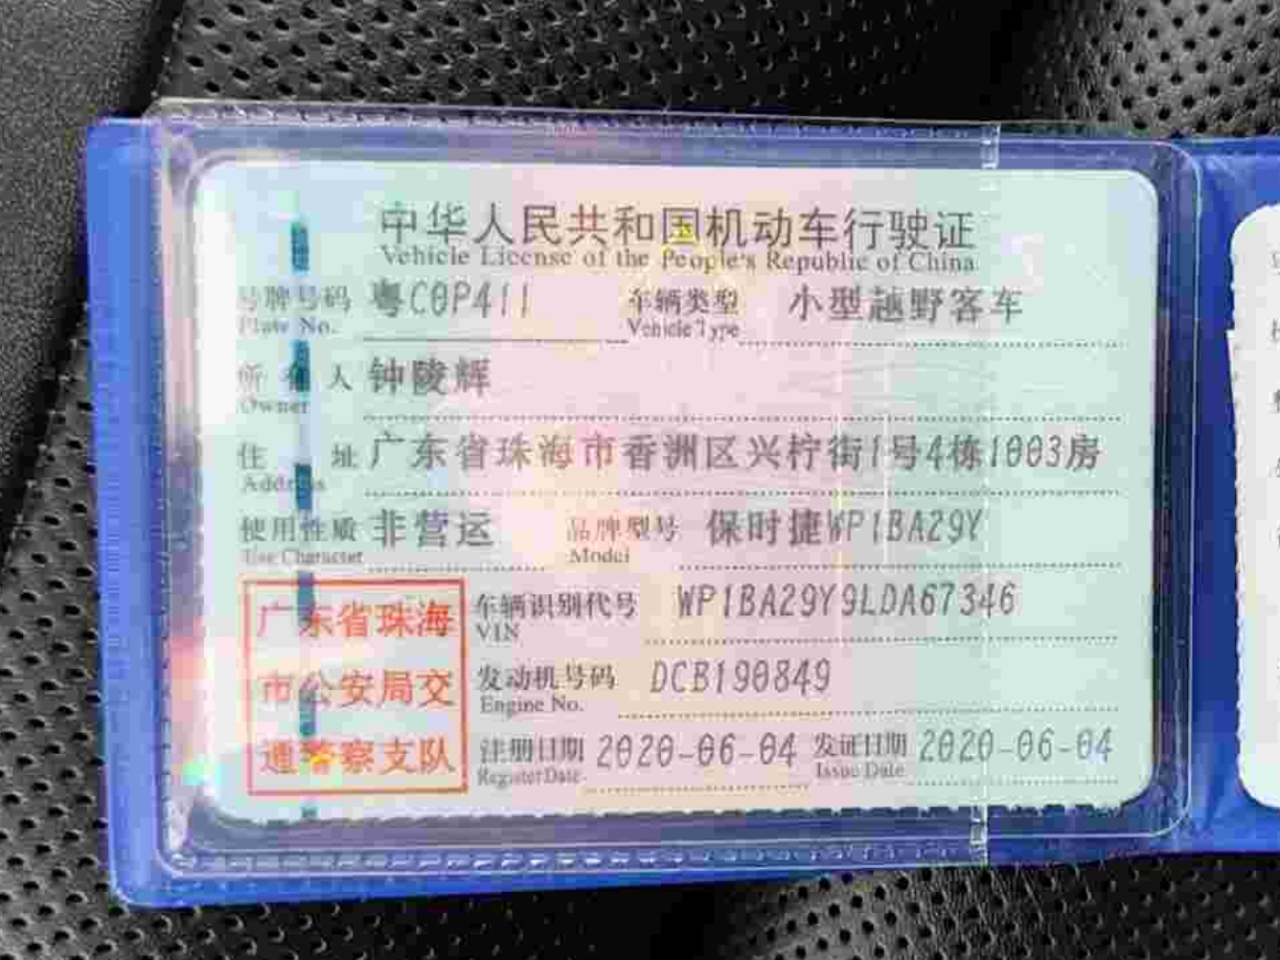 中华人民共和国机动车行驶证
Vehicle License of the People's Republic of China
号牌号码 粤C0P411 车辆类型 小型越野客车
Plate No. Vehicle Type
所有人 钟陵辉
Owner
住址 广东省珠海市香洲区兴柠街1号4栋1003房
Address
使用性质 非营运 品牌型号 保时捷WP1BA29Y
Use Character Model
广东省珠海
市公安局交
通警察支队
车辆识别代号 WP1BA29Y9LDA67346
VIN
发动机号码 DCB190849
Engine No.
注册日期 2020-06-04 发证日期 2020-06-04
Register Date Issue Date